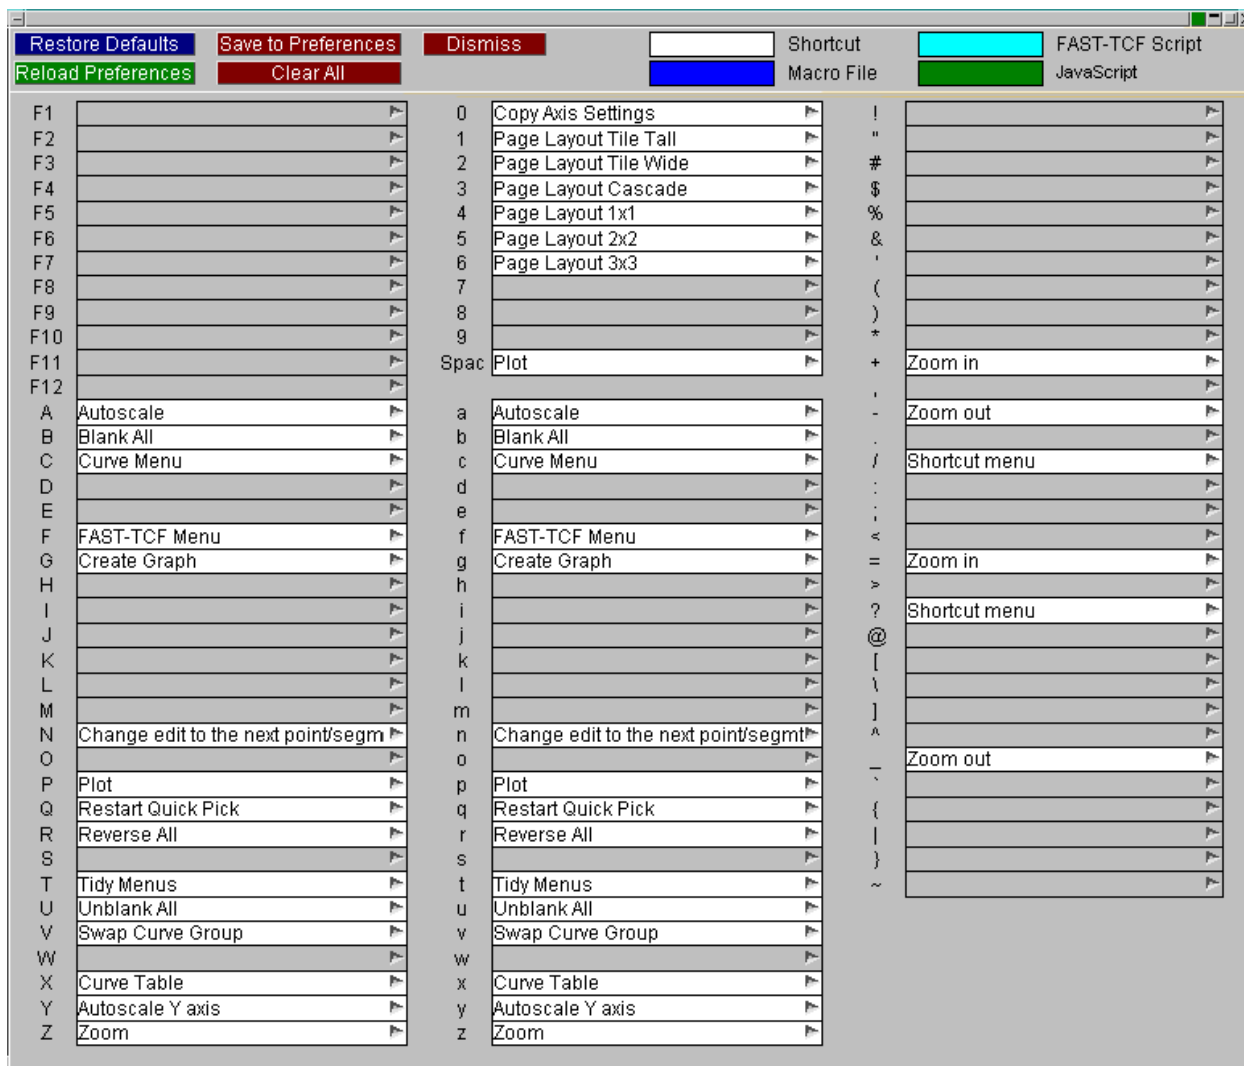 Restore Defaults Save to Preferences Dismiss Shortcut FAST-TCF Script
Reload Preferences Clear All Macro File JavaScript
F1 0 Copy Axis Settings !
F2 1 Page Layout Tile Tall "
F3 2 Page Layout Tile Wide #
F4 3 Page Layout Cascade $
F5 4 Page Layout 1x1 %
F6 5 Page Layout 2x2 &
F7 6 Page Layout 3x3 '
F8 7 (
F9 8 )
F10 9 *
F11 Spac Plot + Zoom in
F12 ,
A Autoscale a Autoscale - Zoom out
B Blank All b Blank All .
C Curve Menu c Curve Menu / Shortcut menu
D d :
E e ;
F FAST-TCF Menu f FAST-TCF Menu <
G Create Graph g Create Graph = Zoom in
H h >
I i ? Shortcut menu
J j @
K k [
L l \
M m ]
N Change edit to the next point/segm n Change edit to the next point/segmt ^
O o _ Zoom out
P Plot p Plot `
Q Restart Quick Pick q Restart Quick Pick {
R Reverse All r Reverse All |
S s }
T Tidy Menus t Tidy Menus ~
U Unblank All u Unblank All
V Swap Curve Group v Swap Curve Group
W w
X Curve Table x Curve Table
Y Autoscale Y axis y Autoscale Y axis
Z Zoom z Zoom